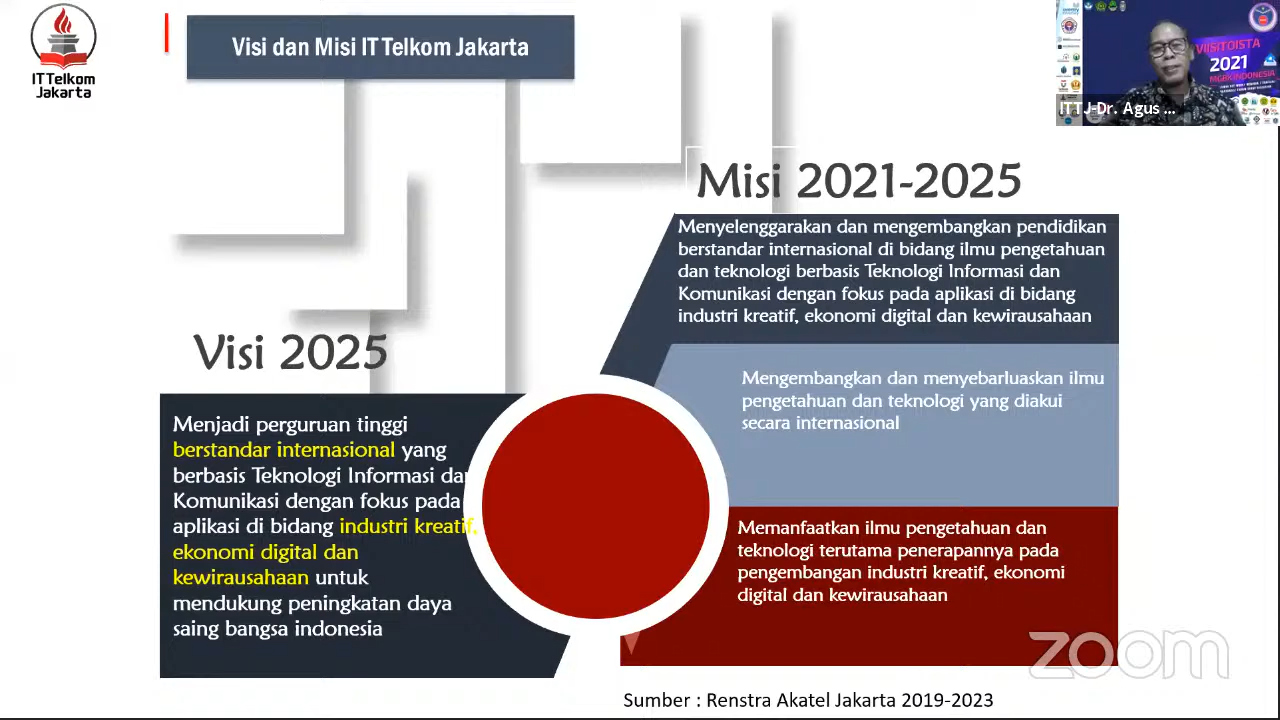 IT Telkom
Jakarta
Visi dan Misi IT Telkom Jakarta
VIISITOISTA
2021
MGBK INDONESIA
ITTJ-Dr. Agus ...
Visi 2025
Menjadi perguruan tinggi
berstandar internasional yang
berbasis Teknologi Informasi dan
Komunikasi dengan fokus pada
aplikasi di bidang industri kreatif,
ekonomi digital dan
kewirausahaan untuk
mendukung peningkatan daya
saing bangsa indonesia
Misi 2021-2025
Menyelenggarakan dan mengembangkan pendidikan
berstandar internasional di bidang ilmu pengetahuan
dan teknologi berbasis Teknologi Informasi dan
Komunikasi dengan fokus pada aplikasi di bidang
industri kreatif, ekonomi digital dan kewirausahaan
Mengembangkan dan menyebarluaskan ilmu
pengetahuan dan teknologi yang diakui
secara internasional
Memanfaatkan ilmu pengetahuan dan
teknologi terutama penerapannya pada
pengembangan industri kreatif, ekonomi
digital dan kewirausahaan
zoom
Sumber : Renstra Akatel Jakarta 2019-2023